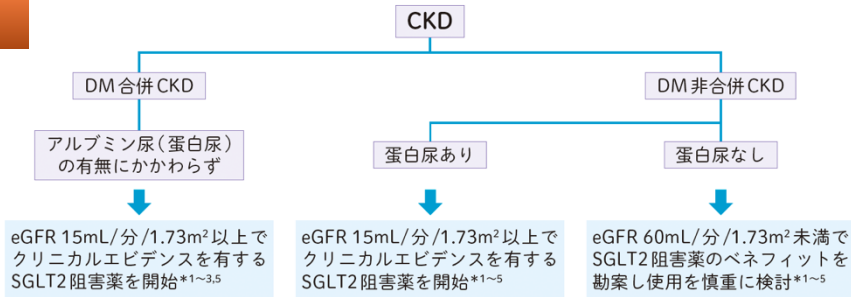 CKD
DM合併CKD
DM非合併CKD
アルブミン尿（蛋白尿）
の有無にかかわらず
蛋白尿あり
蛋白尿なし
eGFR 15mL/分/1.73m²以上で
クリニカルエビデンスを有する
SGLT2阻害薬を開始*1～3,5
eGFR 15mL/分/1.73m²以上で
クリニカルエビデンスを有する
SGLT2阻害薬を開始*1～5
eGFR 60mL/分/1.73m²未満で
SGLT2阻害薬のベネフィットを
勘案し使用を慎重に検討*1～5